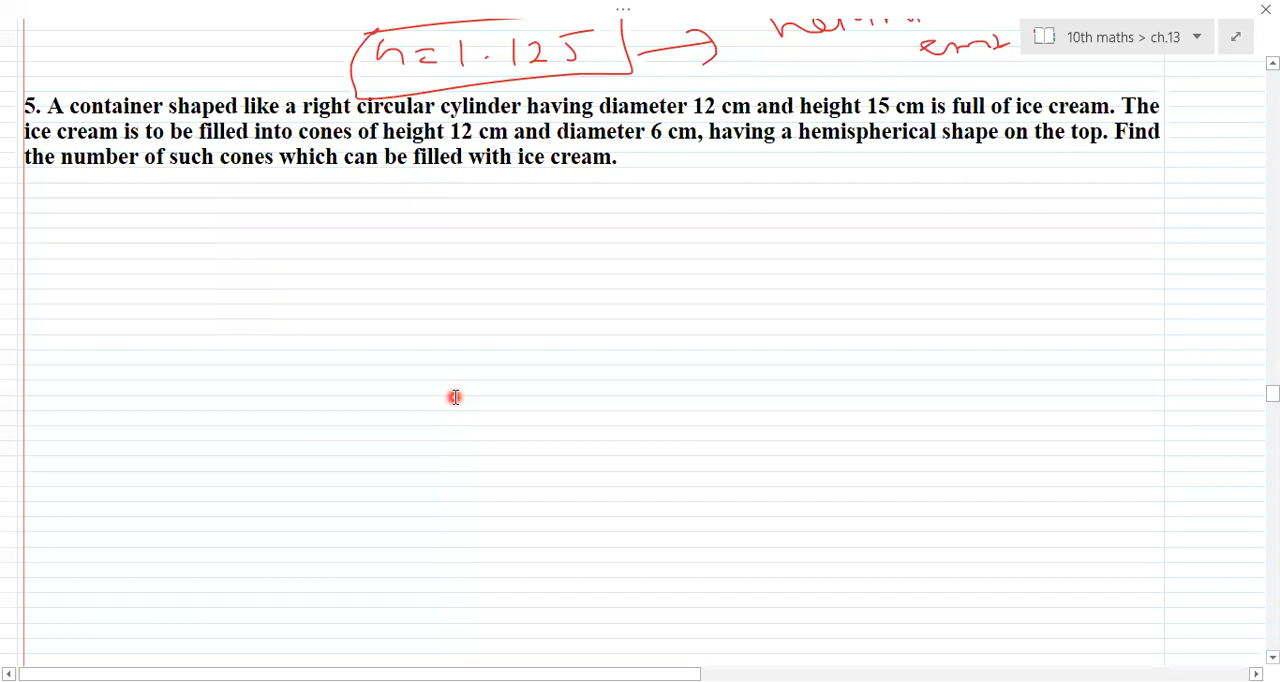 h = 1.125
10th maths > ch.13
5. A container shaped like a right circular cylinder having diameter 12 cm and height 15 cm is full of ice cream. The
ice cream is to be filled into cones of height 12 cm and diameter 6 cm, having a hemispherical shape on the top. Find
the number of such cones which can be filled with ice cream.